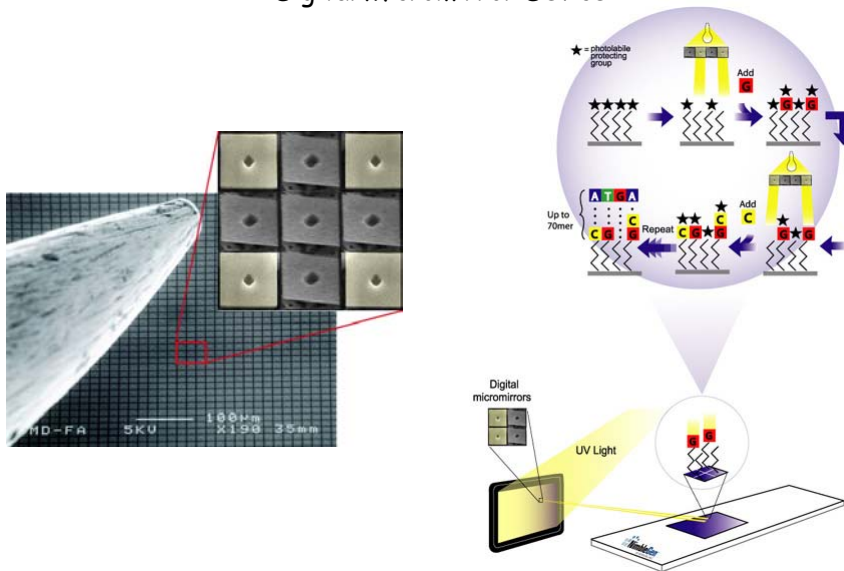 ★ = photolabile
protecting
group
Add
G
G G
Add
C
A T G A
C
Up to
70mer
C G G
Repeat
C
C G G
G G
100µm
MD-FA 5KV X190 35mm
Digital
micromirrors
UV Light
G G
NimbleGen